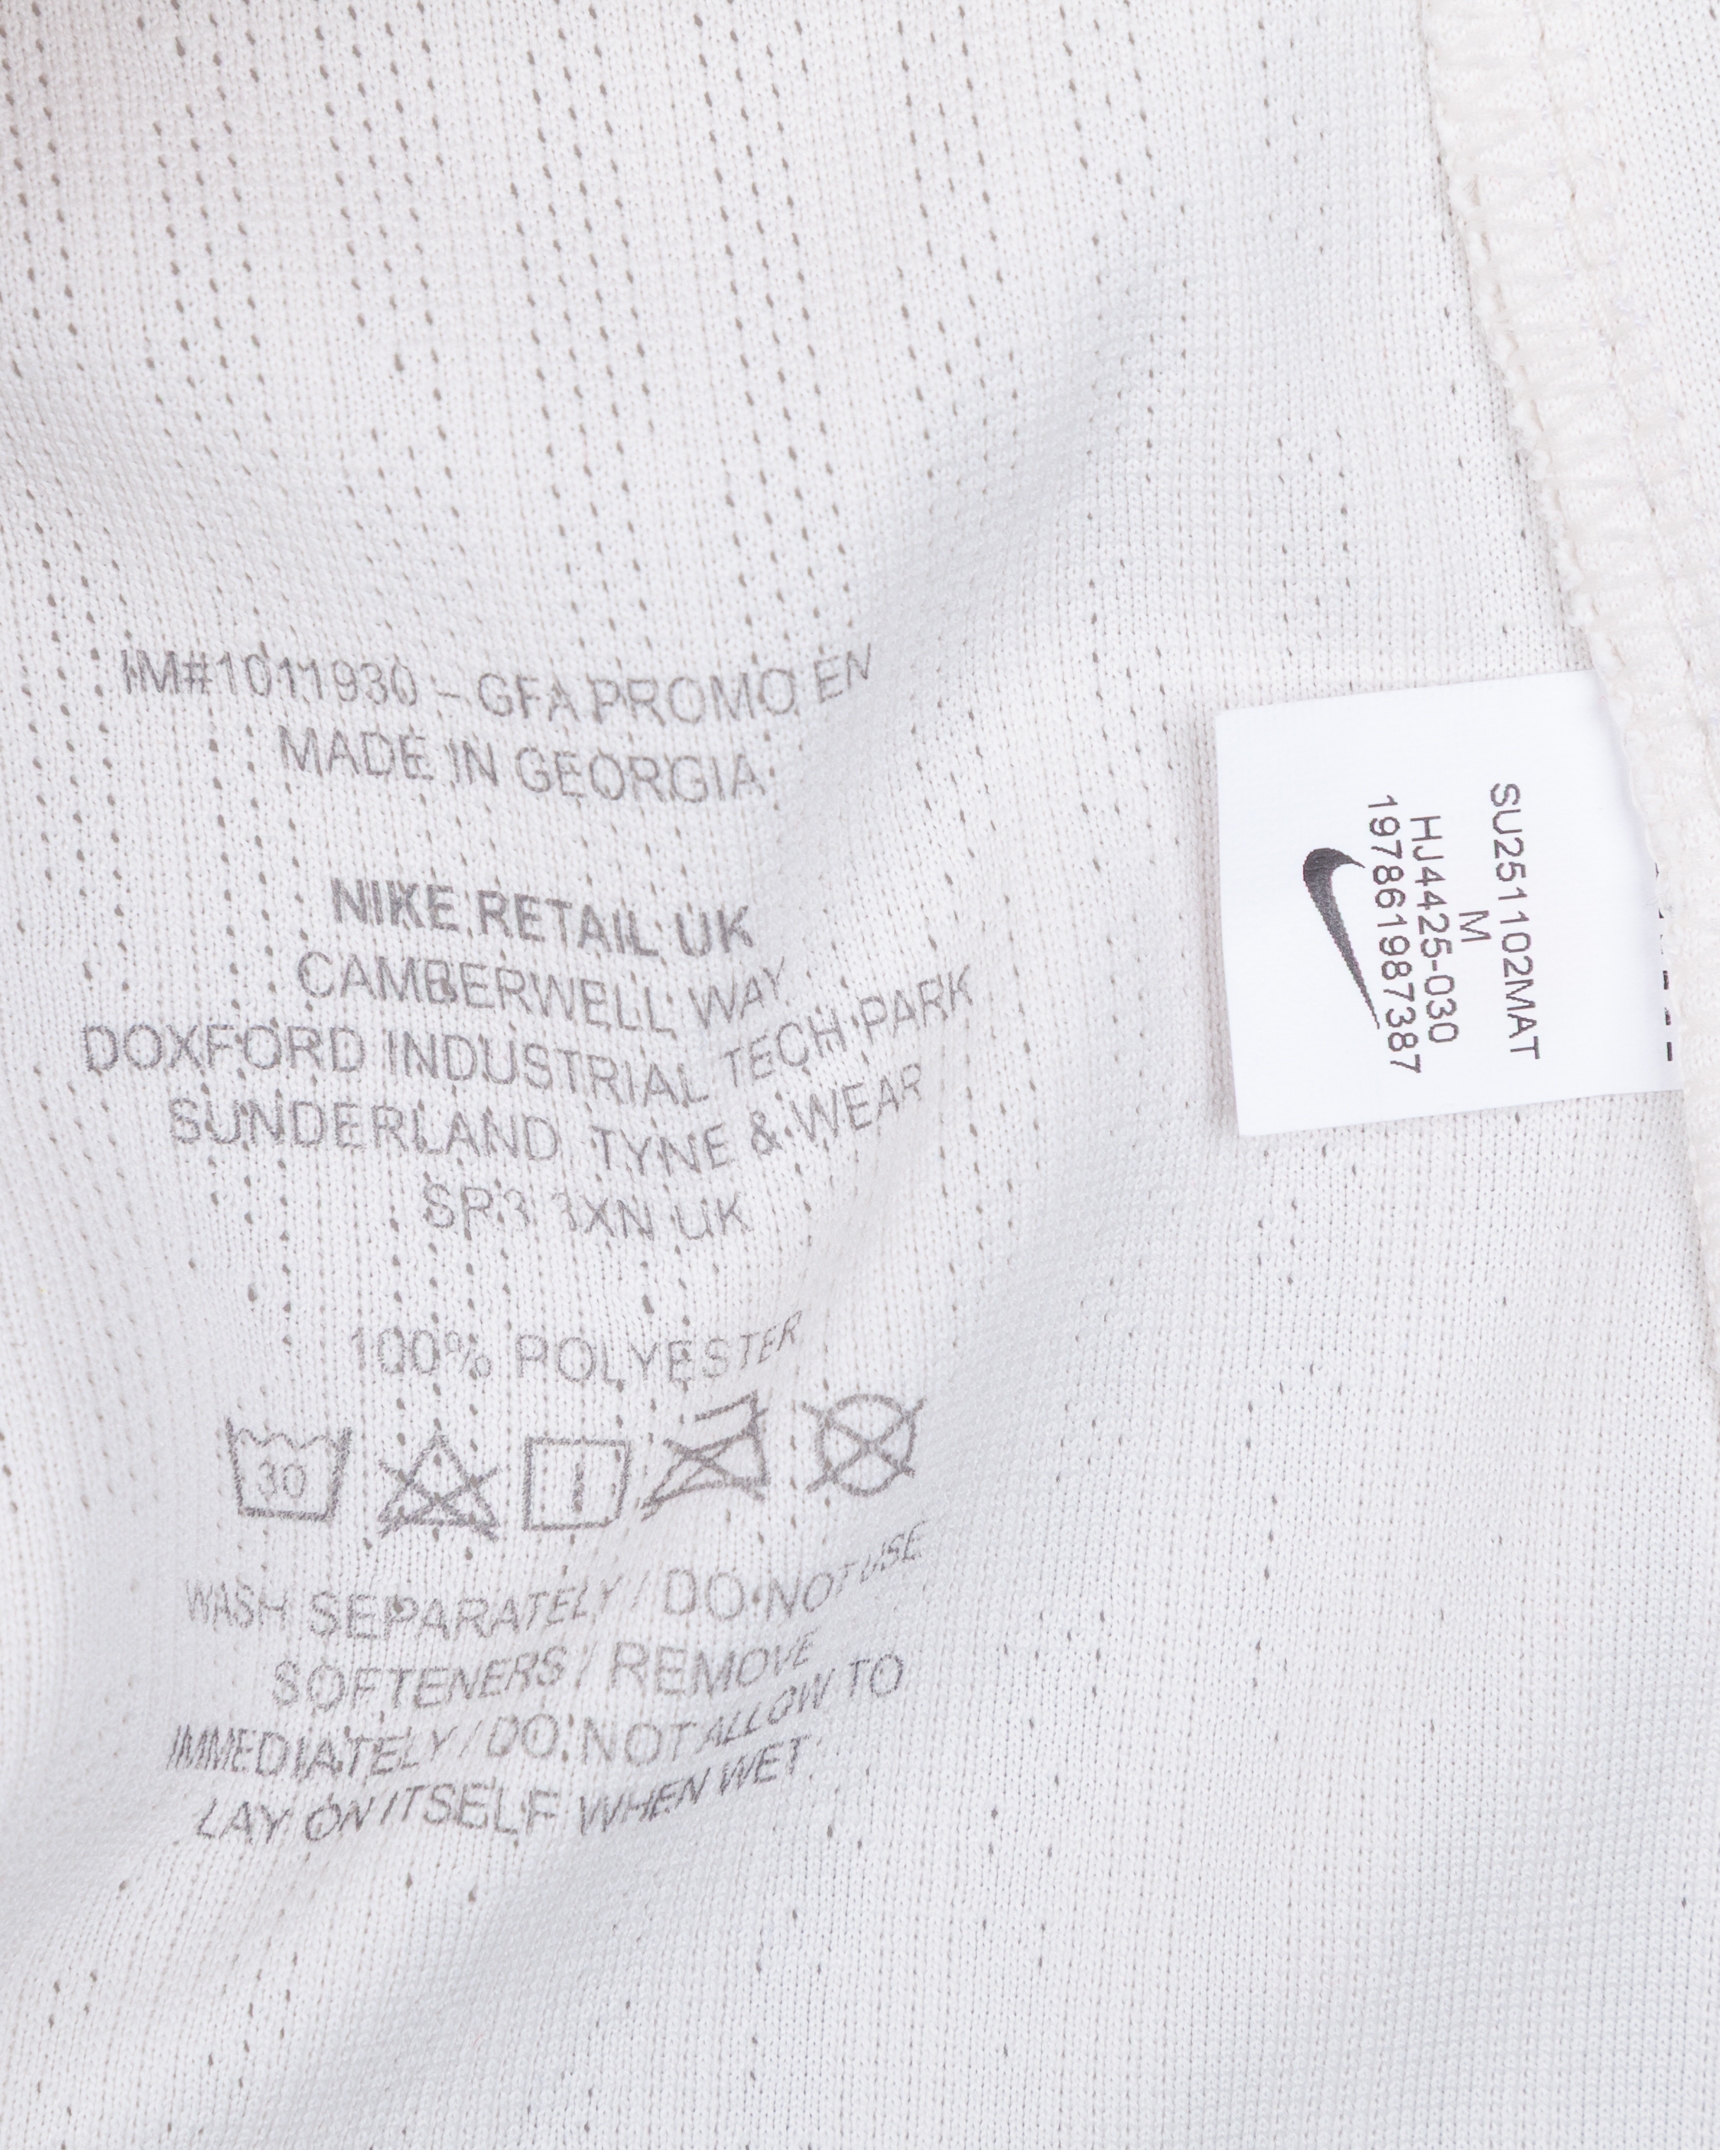 IM#1011930 – GFA PROMO EN
MADE IN GEORGIA
NIKE RETAIL UK
CAMBERWELL WAY
DOXFORD INDUSTRIAL TECH PARK
SUNDERLAND TYNE & WEAR
SR3 3XN UK
100% POLYESTER
30
WASH SEPARATELY / DO NOT USE
SOFTENERS / REMOVE
IMMEDIATELY / DO NOT ALLOW TO
LAY ON ITSELF WHEN WET
SU251102MAT
M
HJ4425-030
197861987387